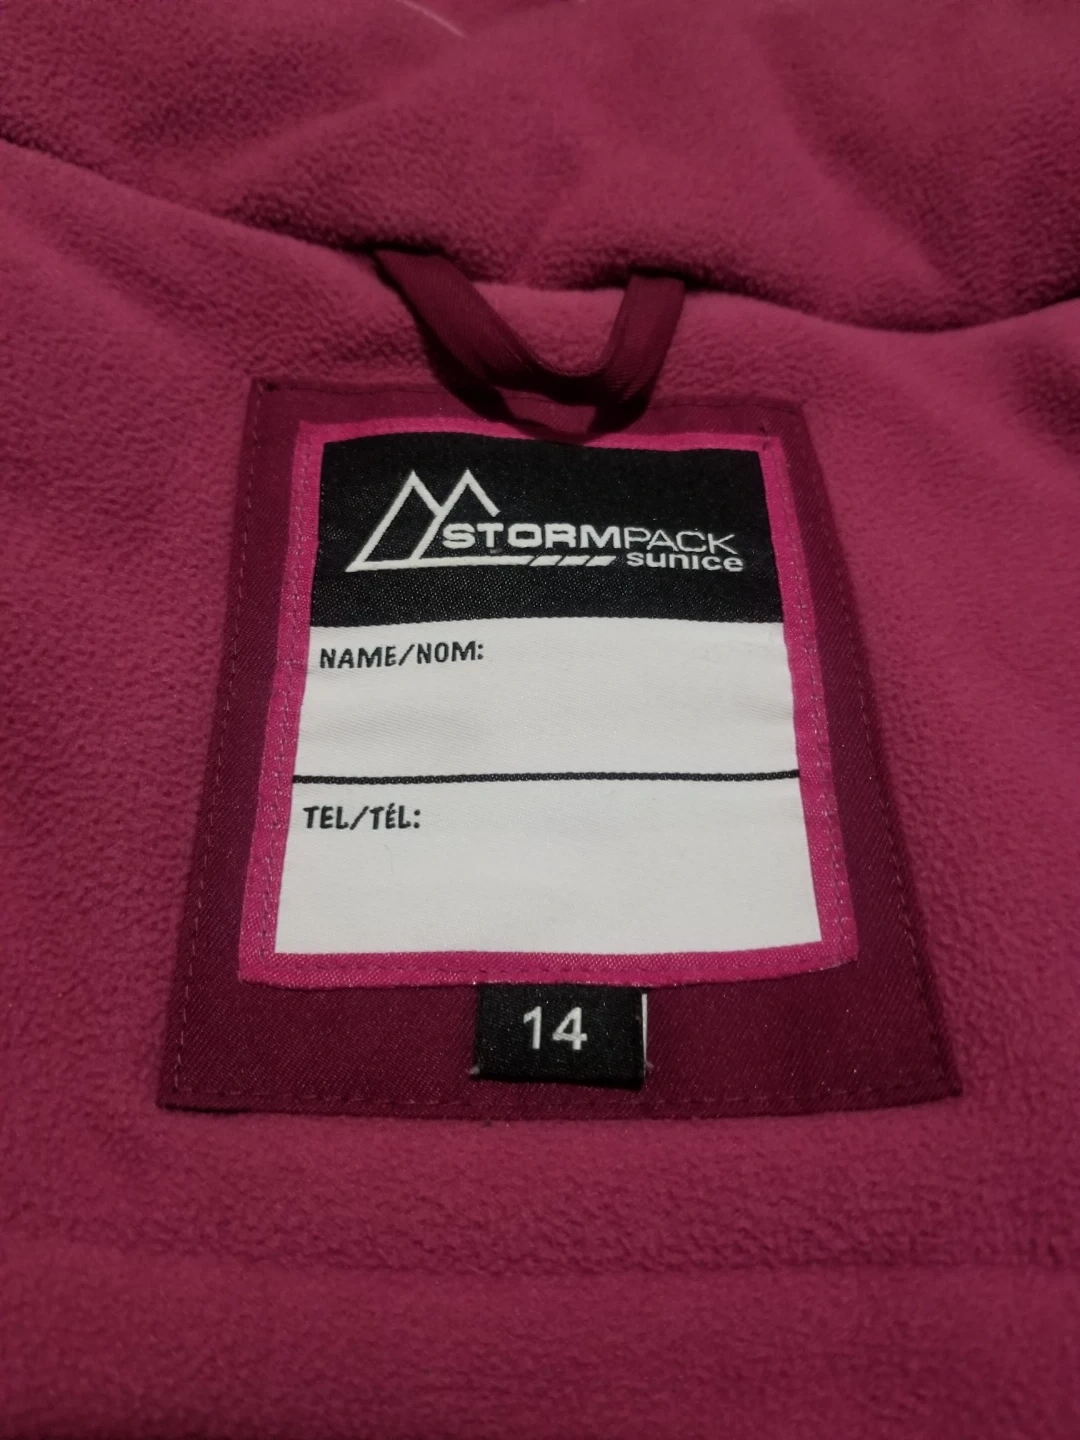 STORMPACK
sunice
NAME/NOM:
TEL/TÉL:
14